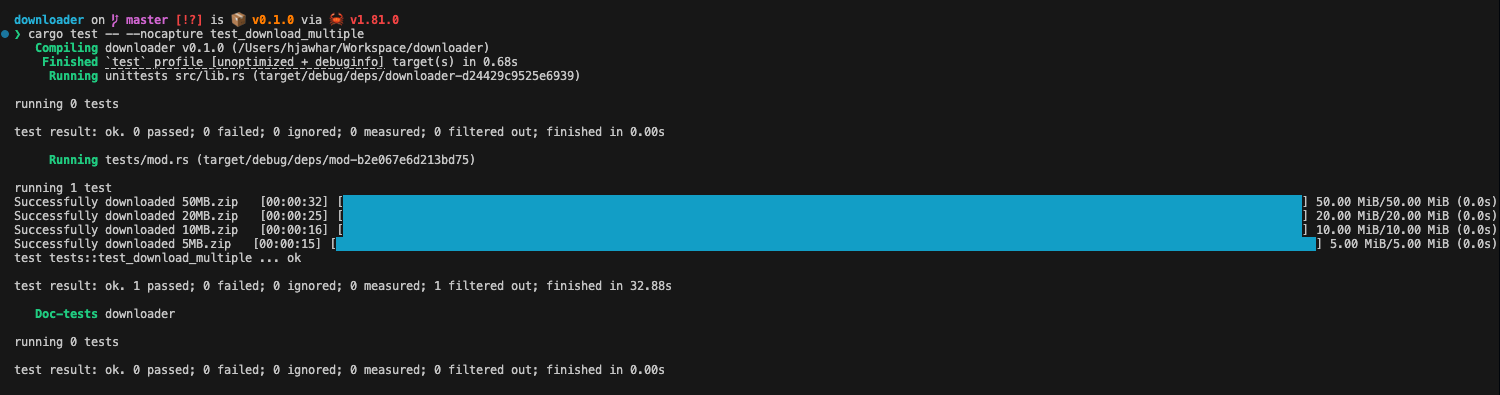 downloader on master [!?] is 📦 v0.1.0 via 🦀 v1.81.0
❯ cargo test -- --nocapture test_download_multiple
Compiling downloader v0.1.0 (/Users/hjawhar/Workspace/downloader)
Finished `test` profile [unoptimized + debuginfo] target(s) in 0.68s
Running unittests src/lib.rs (target/debug/deps/downloader-d24429c9525e6939)
running 0 tests
test result: ok. 0 passed; 0 failed; 0 ignored; 0 measured; 0 filtered out; finished in 0.00s
Running tests/mod.rs (target/debug/deps/mod-b2e067e6d213bd75)
running 1 test
Successfully downloaded 50MB.zip [00:00:32] [] 50.00 MiB/50.00 MiB (0.0s)
Successfully downloaded 20MB.zip [00:00:25] [] 20.00 MiB/20.00 MiB (0.0s)
Successfully downloaded 10MB.zip [00:00:16] [] 10.00 MiB/10.00 MiB (0.0s)
Successfully downloaded 5MB.zip [00:00:15] [] 5.00 MiB/5.00 MiB (0.0s)
test tests::test_download_multiple ... ok
test result: ok. 1 passed; 0 failed; 0 ignored; 0 measured; 1 filtered out; finished in 32.88s
Doc-tests downloader
running 0 tests
test result: ok. 0 passed; 0 failed; 0 ignored; 0 measured; 0 filtered out; finished in 0.00s